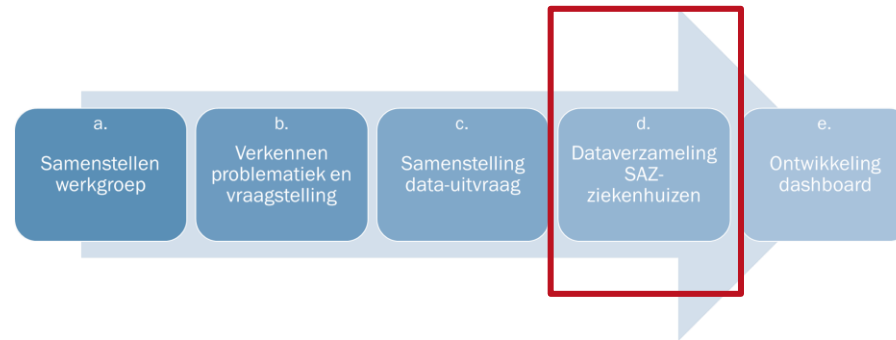 a.
Samenstellen
werkgroep
b.
Verkennen
problematiek en
vraagstelling
c.
Samenstelling
data-uitvraag
d.
Dataverzameling
SAZ-
ziekenhuizen
e.
Ontwikkeling
dashboard